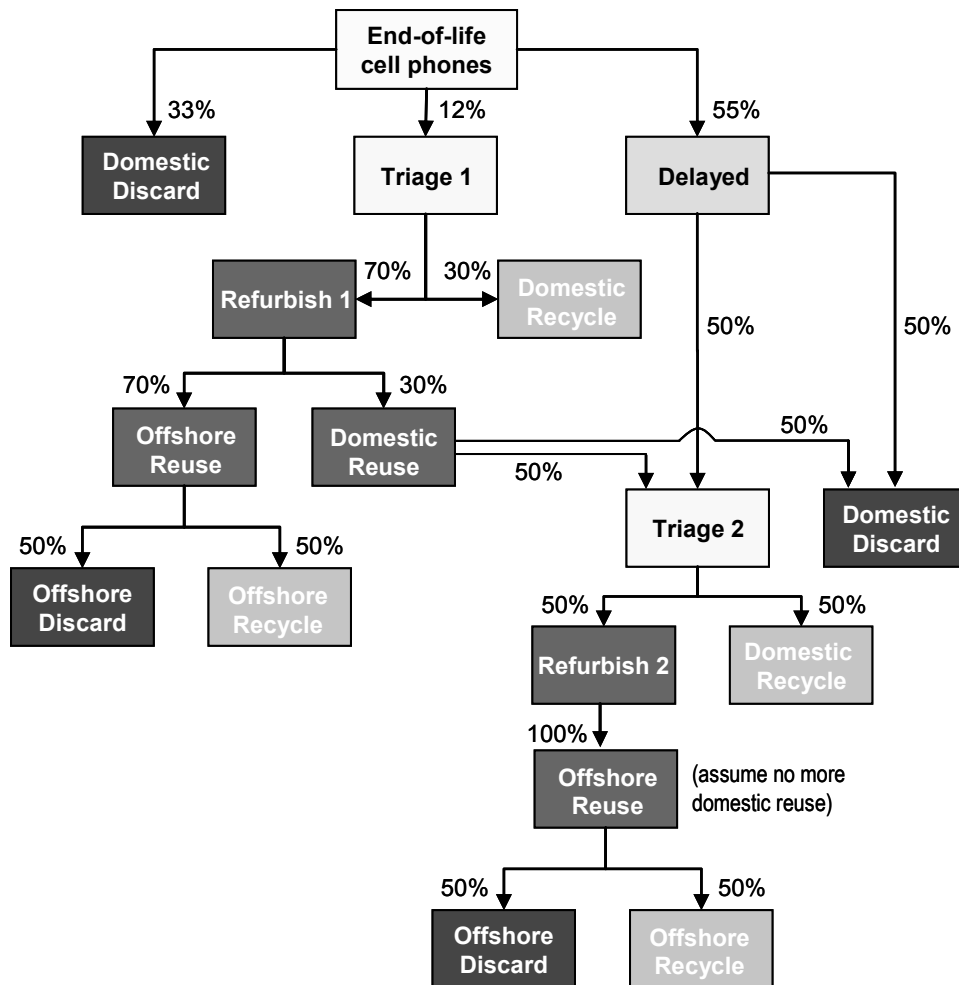 End-of-life
cell phones
33%
12%
55%
Domestic
Discard
Triage 1
Delayed
70%
30%
Refurbish 1
Domestic
Recycle
50%
50%
70%
30%
Offshore
Reuse
Domestic
Reuse
50%
50%
Triage 2
Domestic
Discard
50%
50%
Offshore
Discard
Offshore
Recycle
50%
50%
Refurbish 2
Domestic
Recycle
100%
Offshore
Reuse
(assume no more
domestic reuse)
50%
50%
Offshore
Discard
Offshore
Recycle